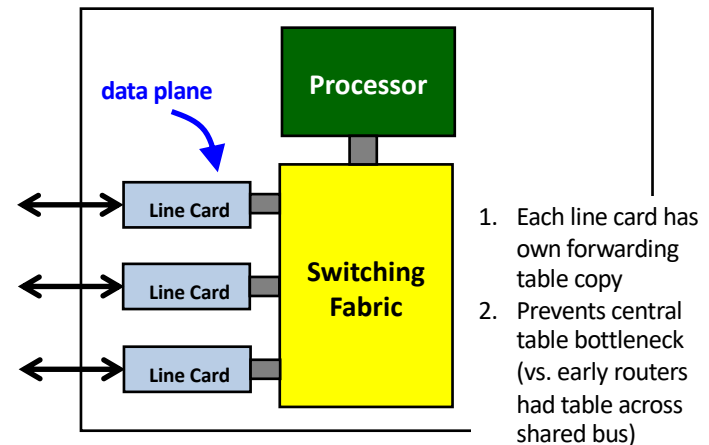 data plane
Processor
Line Card
Line Card
Line Card
Switching
Fabric
1. Each line card has
own forwarding
table copy
2. Prevents central
table bottleneck
(vs. early routers
had table across
shared bus)